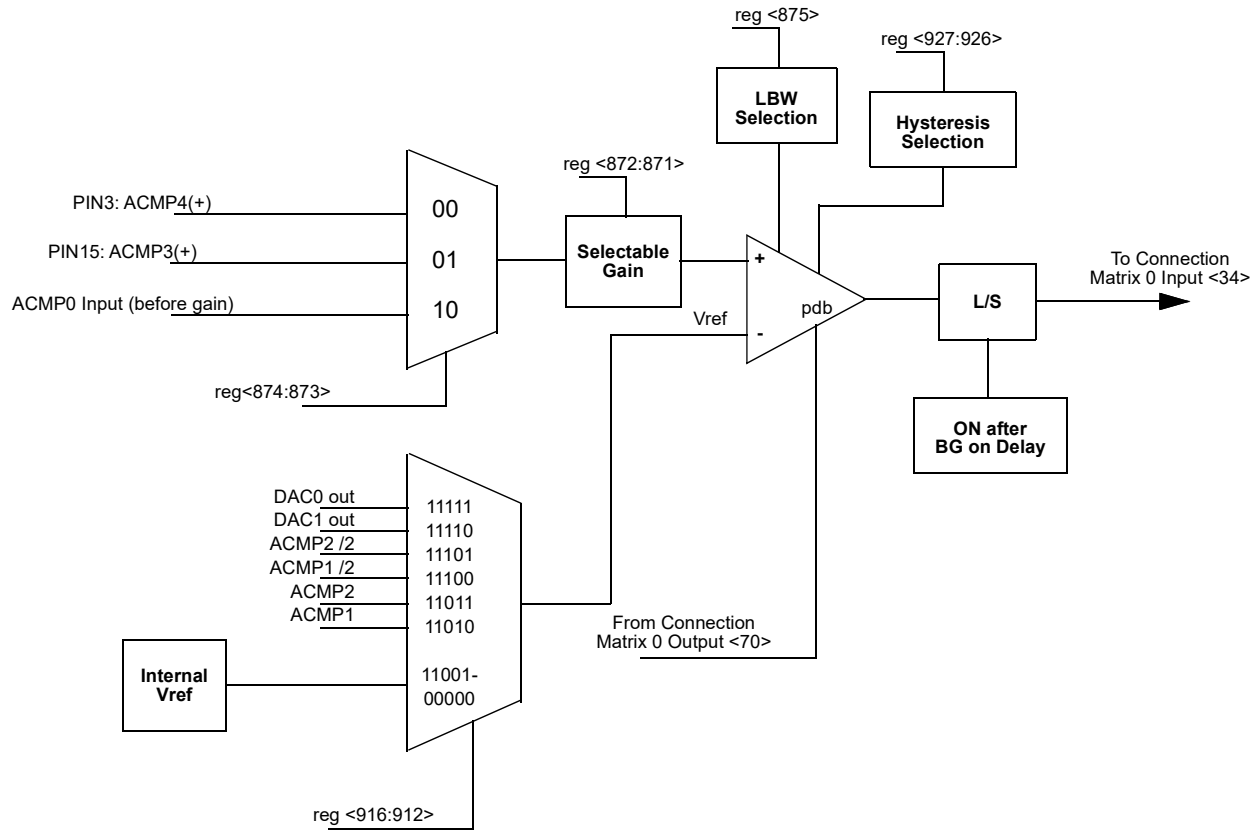 reg <875>
reg <927:926>
LBW
Selection
Hysteresis
Selection
reg <872:871>
PIN3: ACMP4(+)
00
PIN15: ACMP3(+)
01
Selectable
Gain
+
To Connection
Matrix 0 Input <34>
ACMP0 Input (before gain)
10
L/S
pdb
Vref
-
reg<874:873>
ON after
BG on Delay
DAC0 out
11111
DAC1 out
11110
ACMP2 /2
11101
ACMP1 /2
11100
ACMP2
11011
ACMP1
11010
From Connection
Matrix 0 Output <70>
Internal
Vref
11001-
00000
reg <916:912>